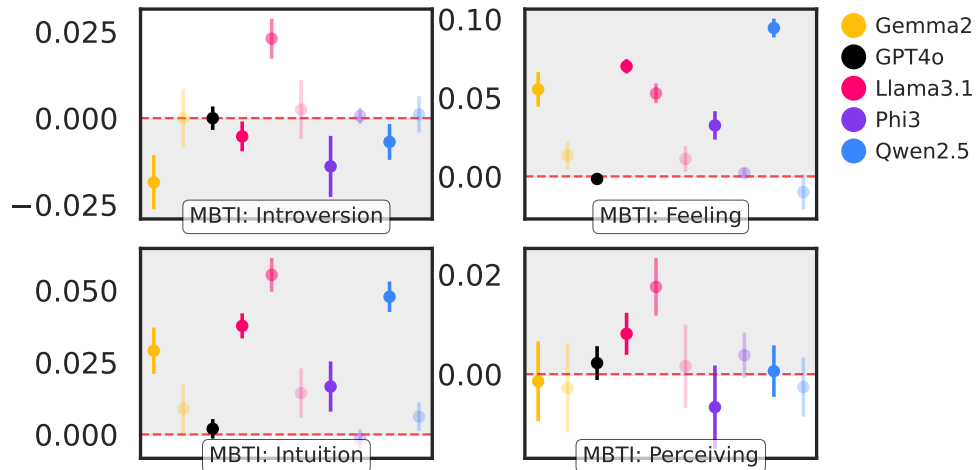 0.025
0.000
−0.025
MBTI: Introversion
0.10
0.05
0.00
MBTI: Feeling
Gemma2
GPT4o
Llama3.1
Phi3
Qwen2.5
0.050
0.025
0.000
MBTI: Intuition
0.02
0.00
MBTI: Perceiving